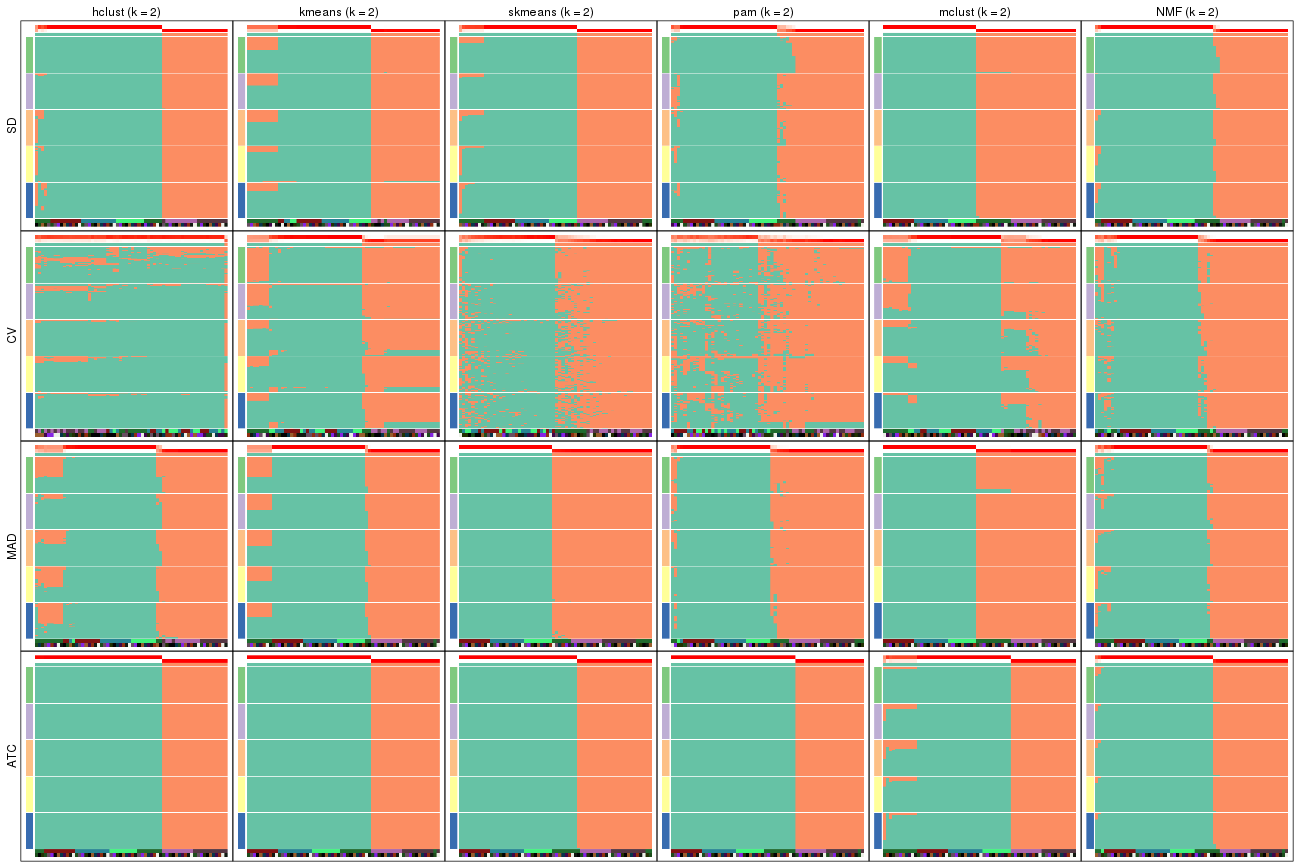 hclust (k = 2) kmeans (k = 2) skmeans (k = 2) pam (k = 2) mclust (k = 2) NMF (k = 2)
SD
CV
MAD
ATC